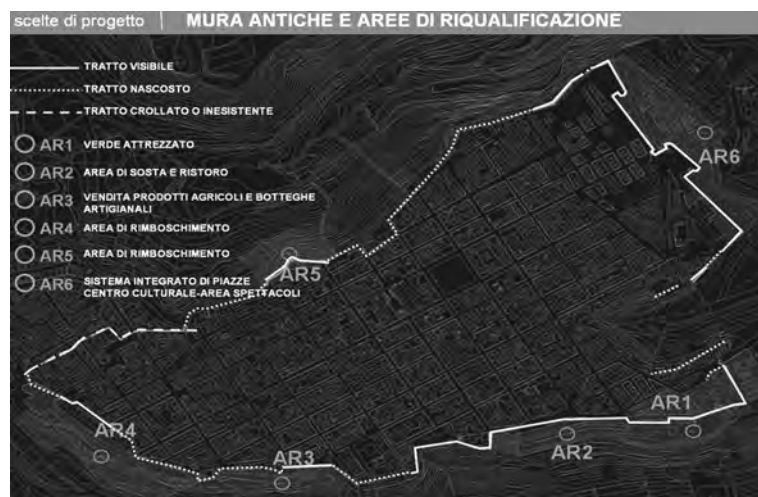 scelte di progetto | MURA ANTICHE E AREE DI RIQUALIFICAZIONE
TRATTO VISIBILE
TRATTO NASCOSTO
TRATTO CROLLATO O INESISTENTE
AR1 VERDE ATTREZZATO
AR2 AREA DI SOSTA E RISTORO
AR3 VENDITA PRODOTTI AGRICOLI E BOTTEGHE
ARTIGIANALI
AR4 AREA DI RIMBOSCHIMENTO
AR5 AREA DI RIMBOSCHIMENTO
AR6 SISTEMA INTEGRATO DI PIAZZE
CENTRO CULTURALE-AREA SPETTACOLI
AR6
AR5
AR4
AR3
AR2
AR1